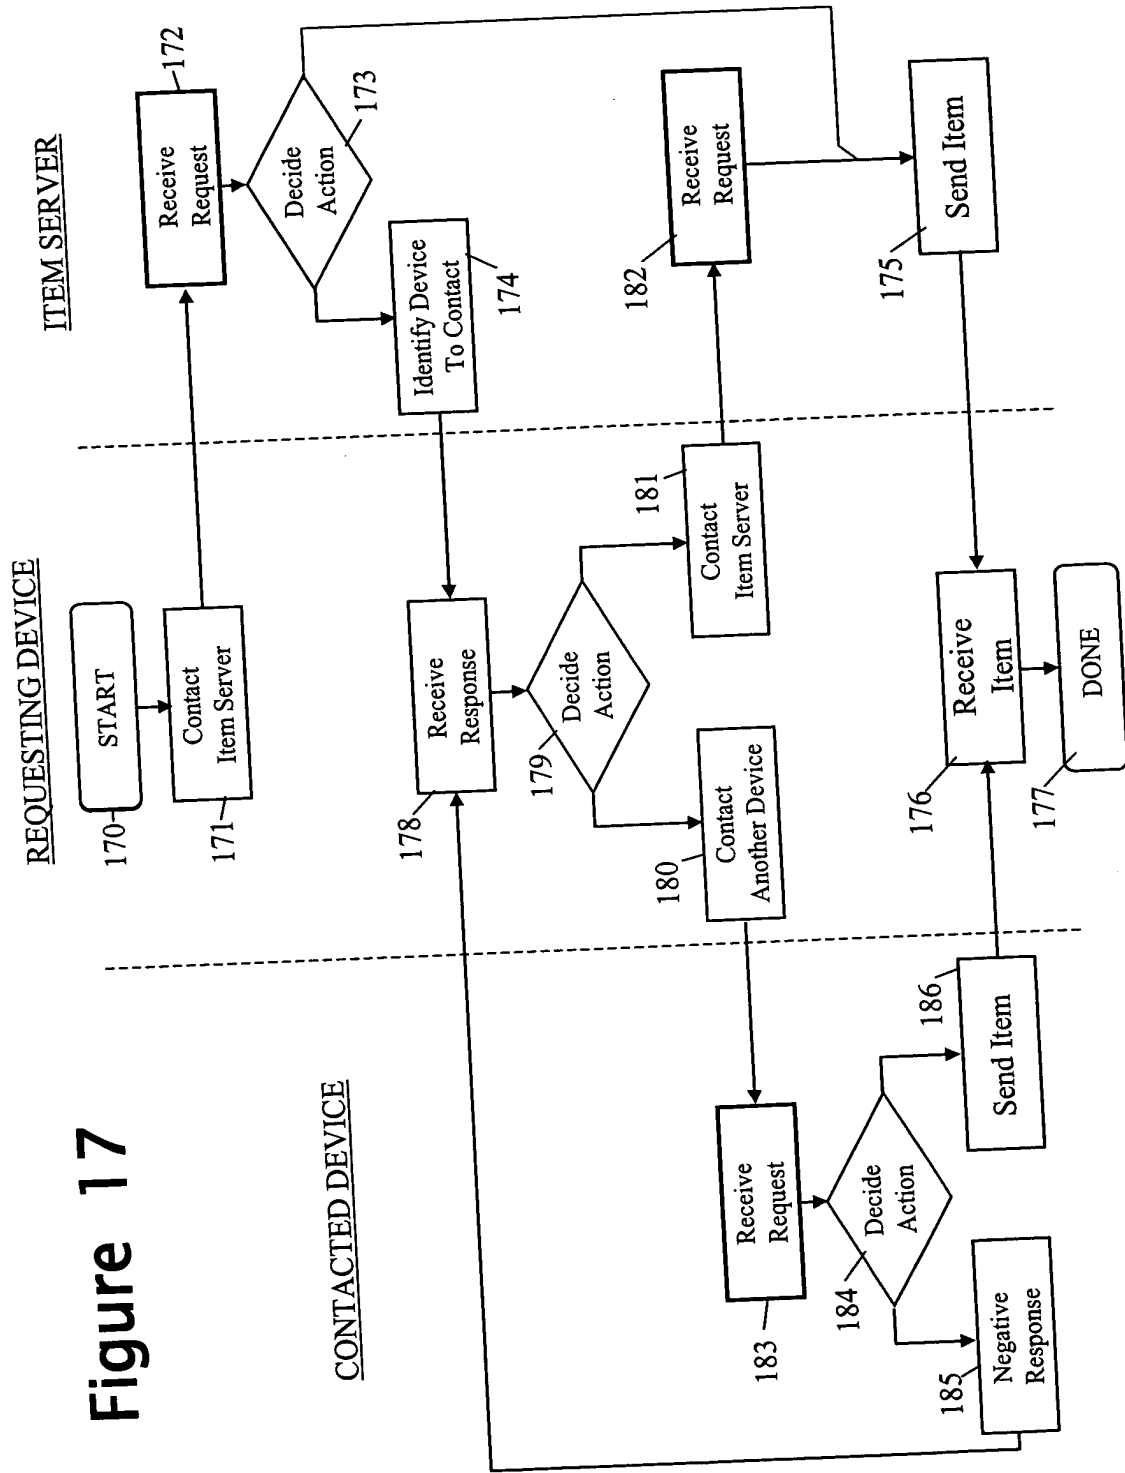 Figure 17
CONTACTED DEVICE
REQUESTING DEVICE
ITEM SERVER
170
START
171
Contact
Item Server
172
Receive
Request
173
Decide
Action
174
Identify Device
To Contact
178
Receive
Response
179
Decide
Action
180
Contact
Another Device
181
Contact
Item Server
182
Receive
Request
183
Receive
Request
184
Decide
Action
185
Negative
Response
186
Send Item
175
Send Item
176
Receive
Item
177
DONE